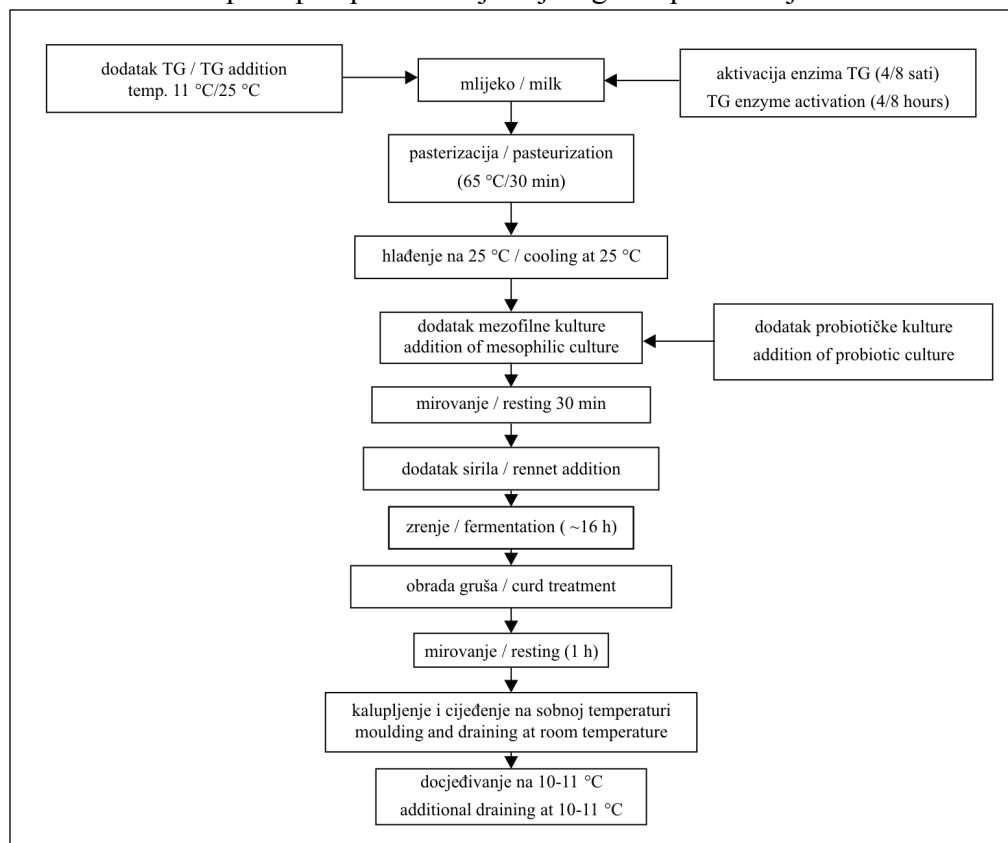 dodatak TG / TG addition
temp. 11 °C/25 °C
mlijeko / milk
aktivacija enzima TG (4/8 sati)
TG enzyme activation (4/8 hours)
pasterizacija / pasteurization
(65 °C/30 min)
hlađenje na 25 °C / cooling at 25 °C
dodatak mezofilne kulture
addition of mesophilic culture
dodatak probiotičke kulture
addition of probiotic culture
mirovanje / resting 30 min
dodatak sirila / rennet addition
zrenje / fermentation ( ~16 h)
obrada gruša / curd treatment
mirovanje / resting (1 h)
kalupljenje i cijeđenje na sobnoj temperaturi
moulding and draining at room temperature
docjeđivanje na 10-11 °C
additional draining at 10-11 °C